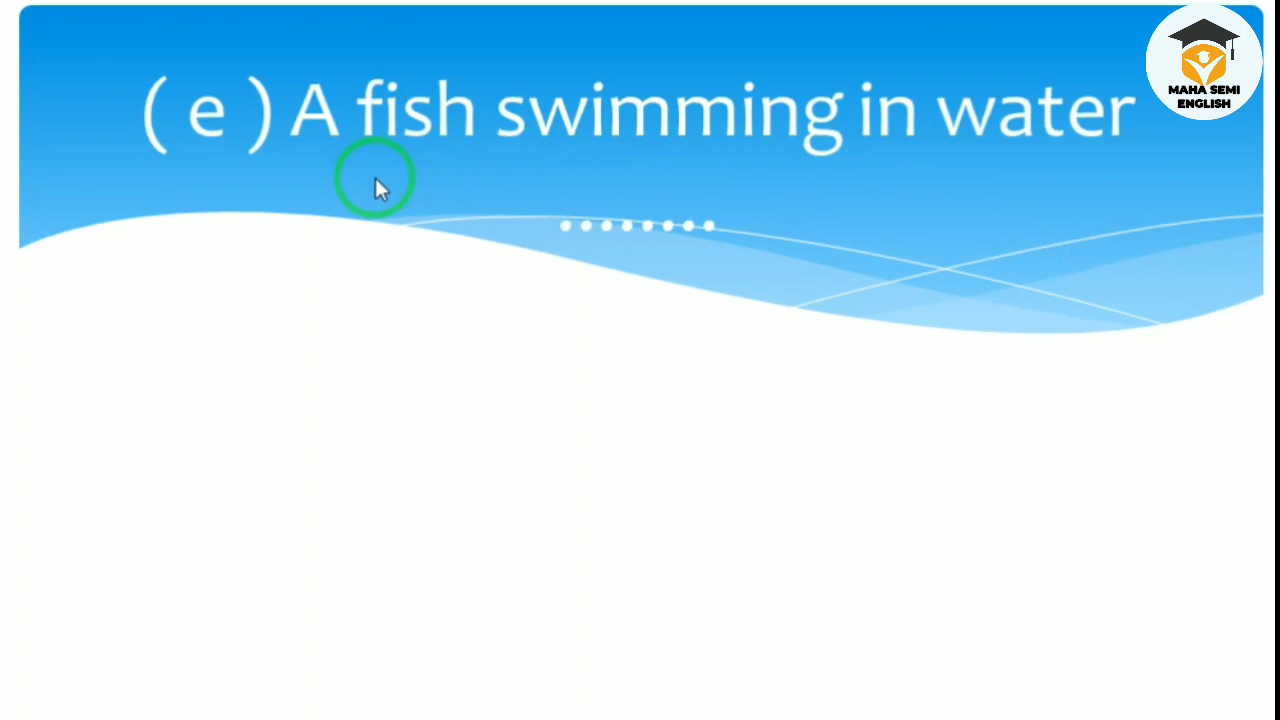 ( e ) A fish swimming in water
........
MAHA SEMI
ENGLISH